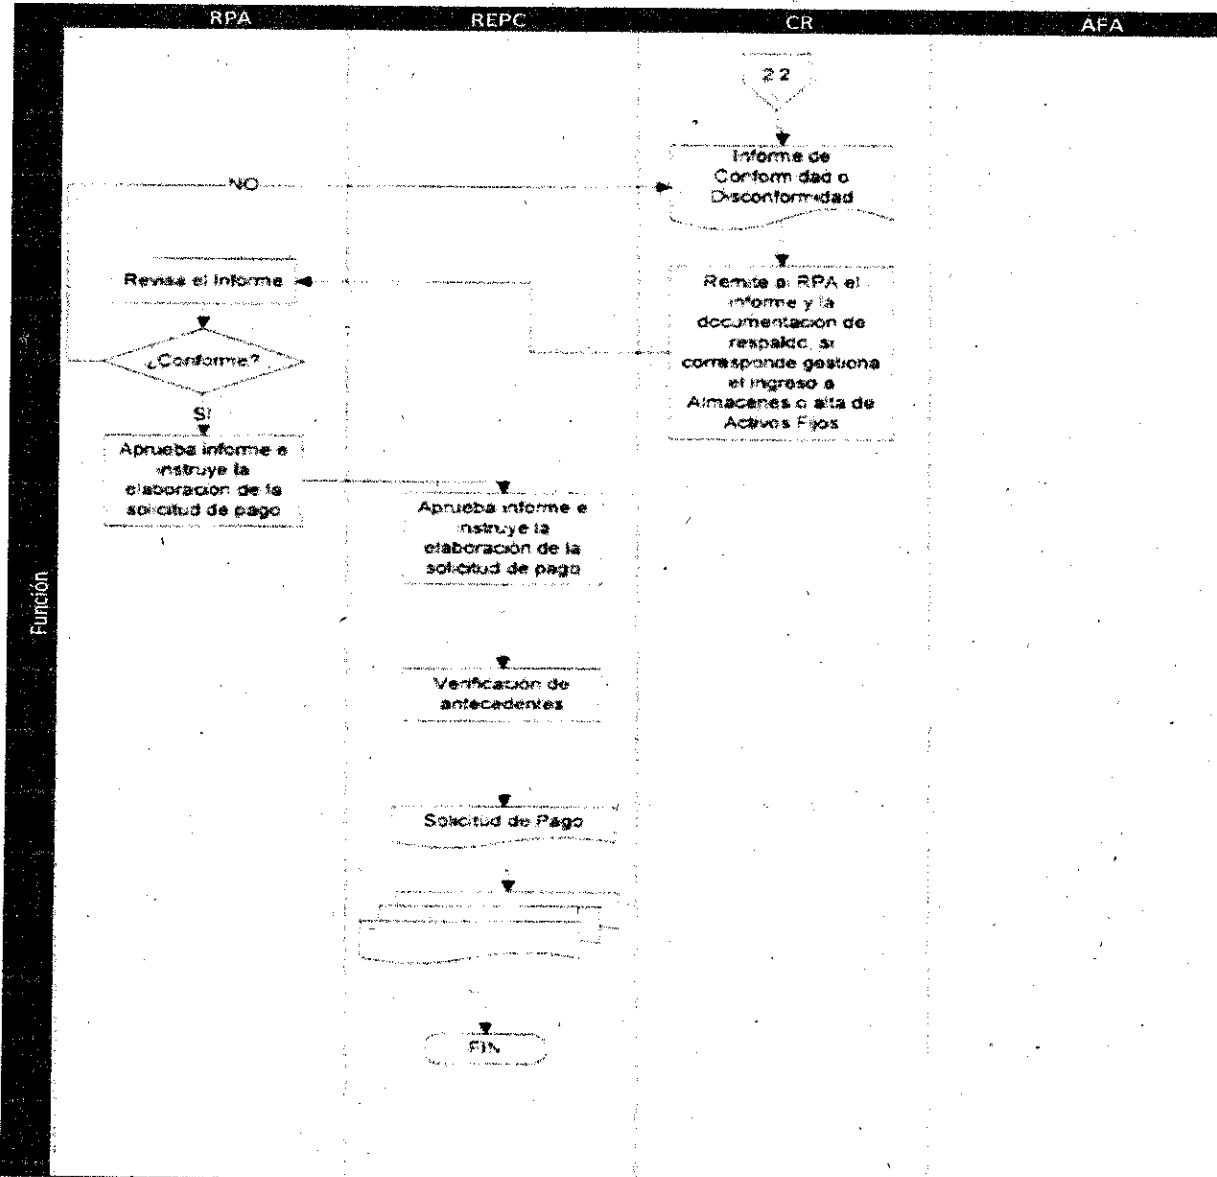 RPA
REPC
CR
AFA
Función
2 2
Informe de
Conformidad o
Disconformidad
NO
Revisa el Informe
Remite al RPA el
informe y la
documentación de
respaldo, si
corresponde gestiona
el ingreso a
Almacenes o alta de
Activos Fijos
¿Conforme?
SI
Aprueba informe e
instruye la
elaboración de la
solicitud de pago
Aprueba informe e
instruye la
elaboración de la
solicitud de pago
Verificación de
antecedentes
Solicitud de Pago
FIN